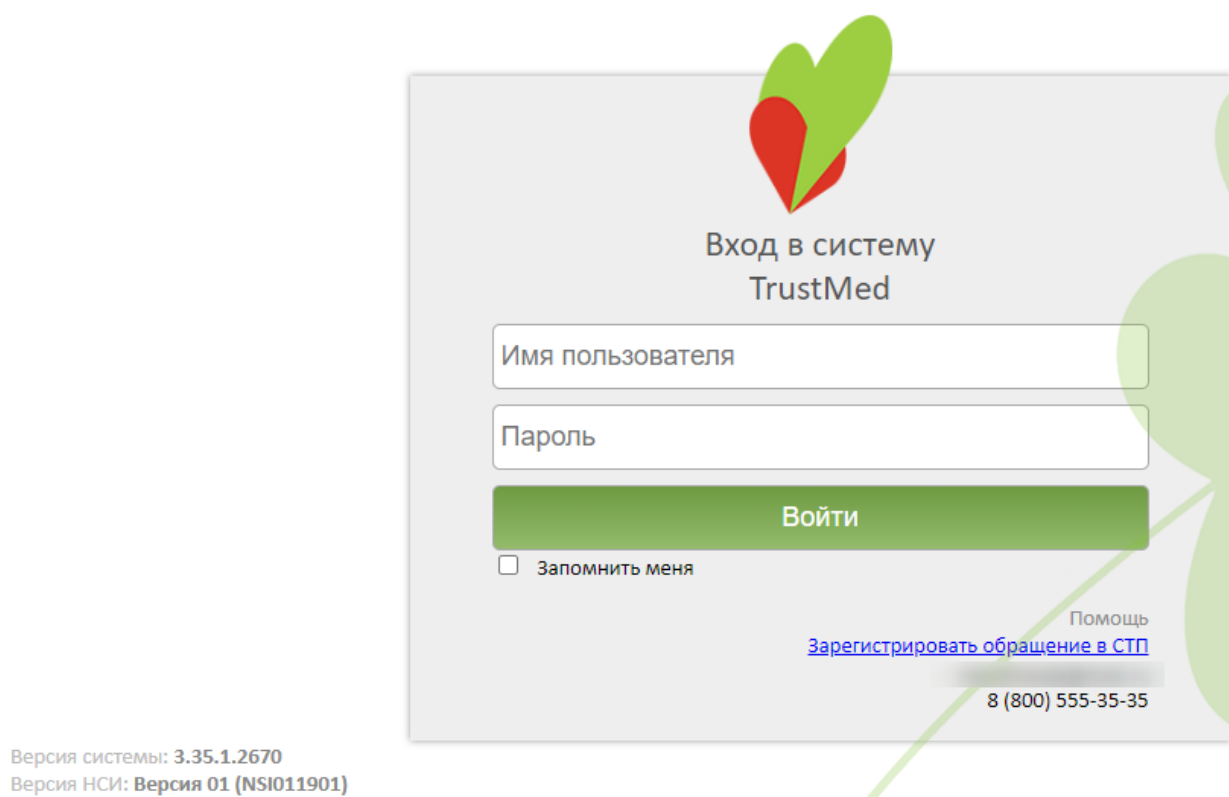 Вход в систему
TrustMed
Имя пользователя
Пароль
Войти
Запомнить меня
Помощь
Зарегистрировать обращение в СТП
8 (800) 555-35-35
Версия системы: 3.35.1.2670
Версия НСИ: Версия 01 (NSI011901)